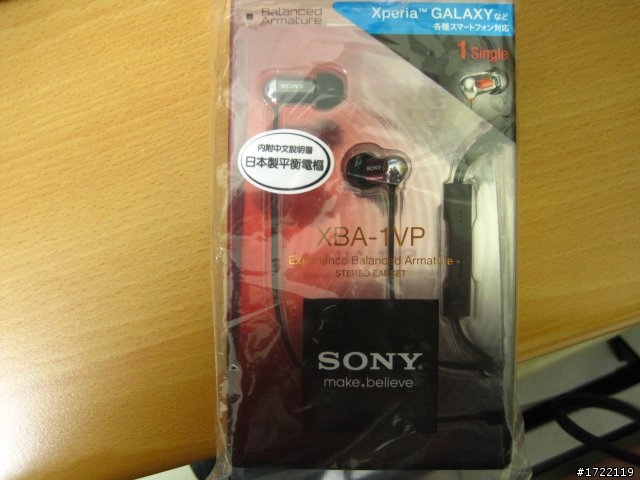 Balanced
Armature
Xperia™ GALAXYなど
各種スマートフォン対応
1 Single
SONY
内附中文說明書
日本製平衡電樞
SONY
XBA-1VP
Experience Balanced Armature
STEREO EARSET
SONY
make.believe
#1722119